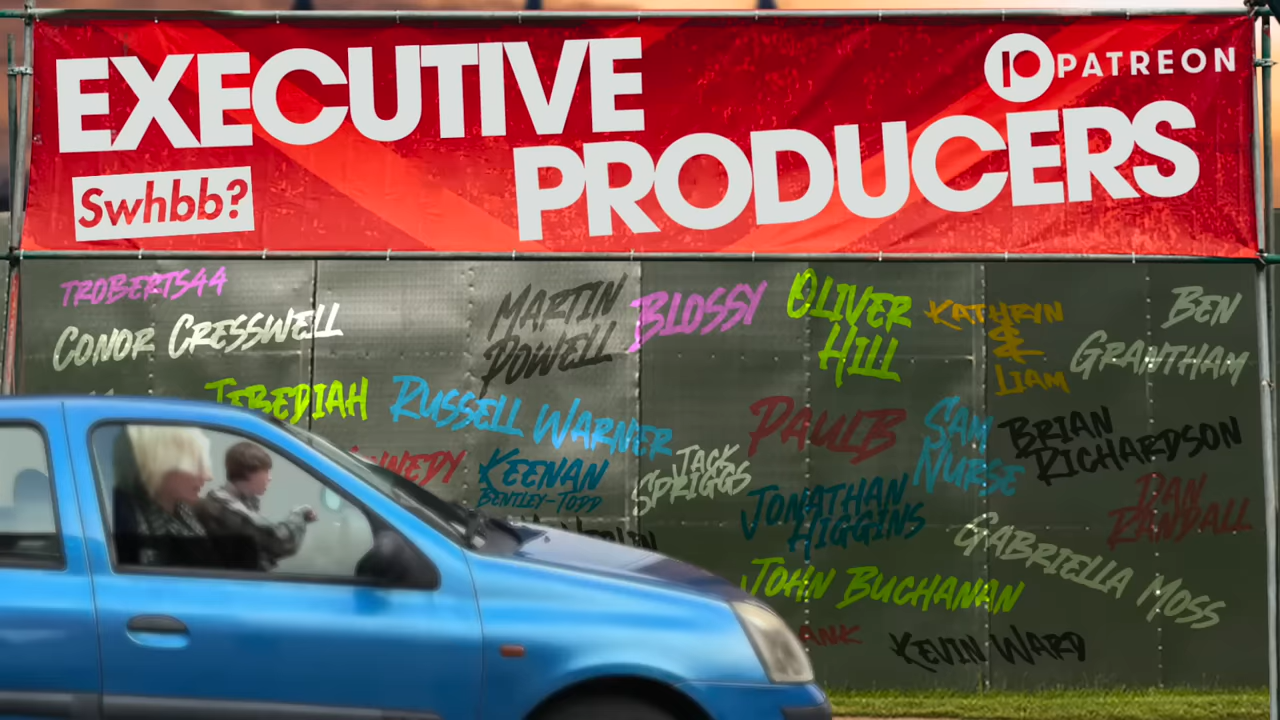 EXECUTIVE
PRODUCERS
PATREON
Swhbb?
TROBERTS44
CONOR CRESSWELL
MARTIN
POWELL
BLOSSY
OLIVER
HILL
KATHRYN
&
LIAM
BEN
GRANTHAM
JEBEDIAH
RUSSELL WARNER
KEENAN
BENTLEY-TODD
JACK
SPRIGGS
PAULB
SAM
NURSE
BRIAN
RICHARDSON
JONATHAN
HIGGINS
DAN
RANDALL
GABRIELLA MOSS
JOHN BUCHANAN
KEVIN WARD